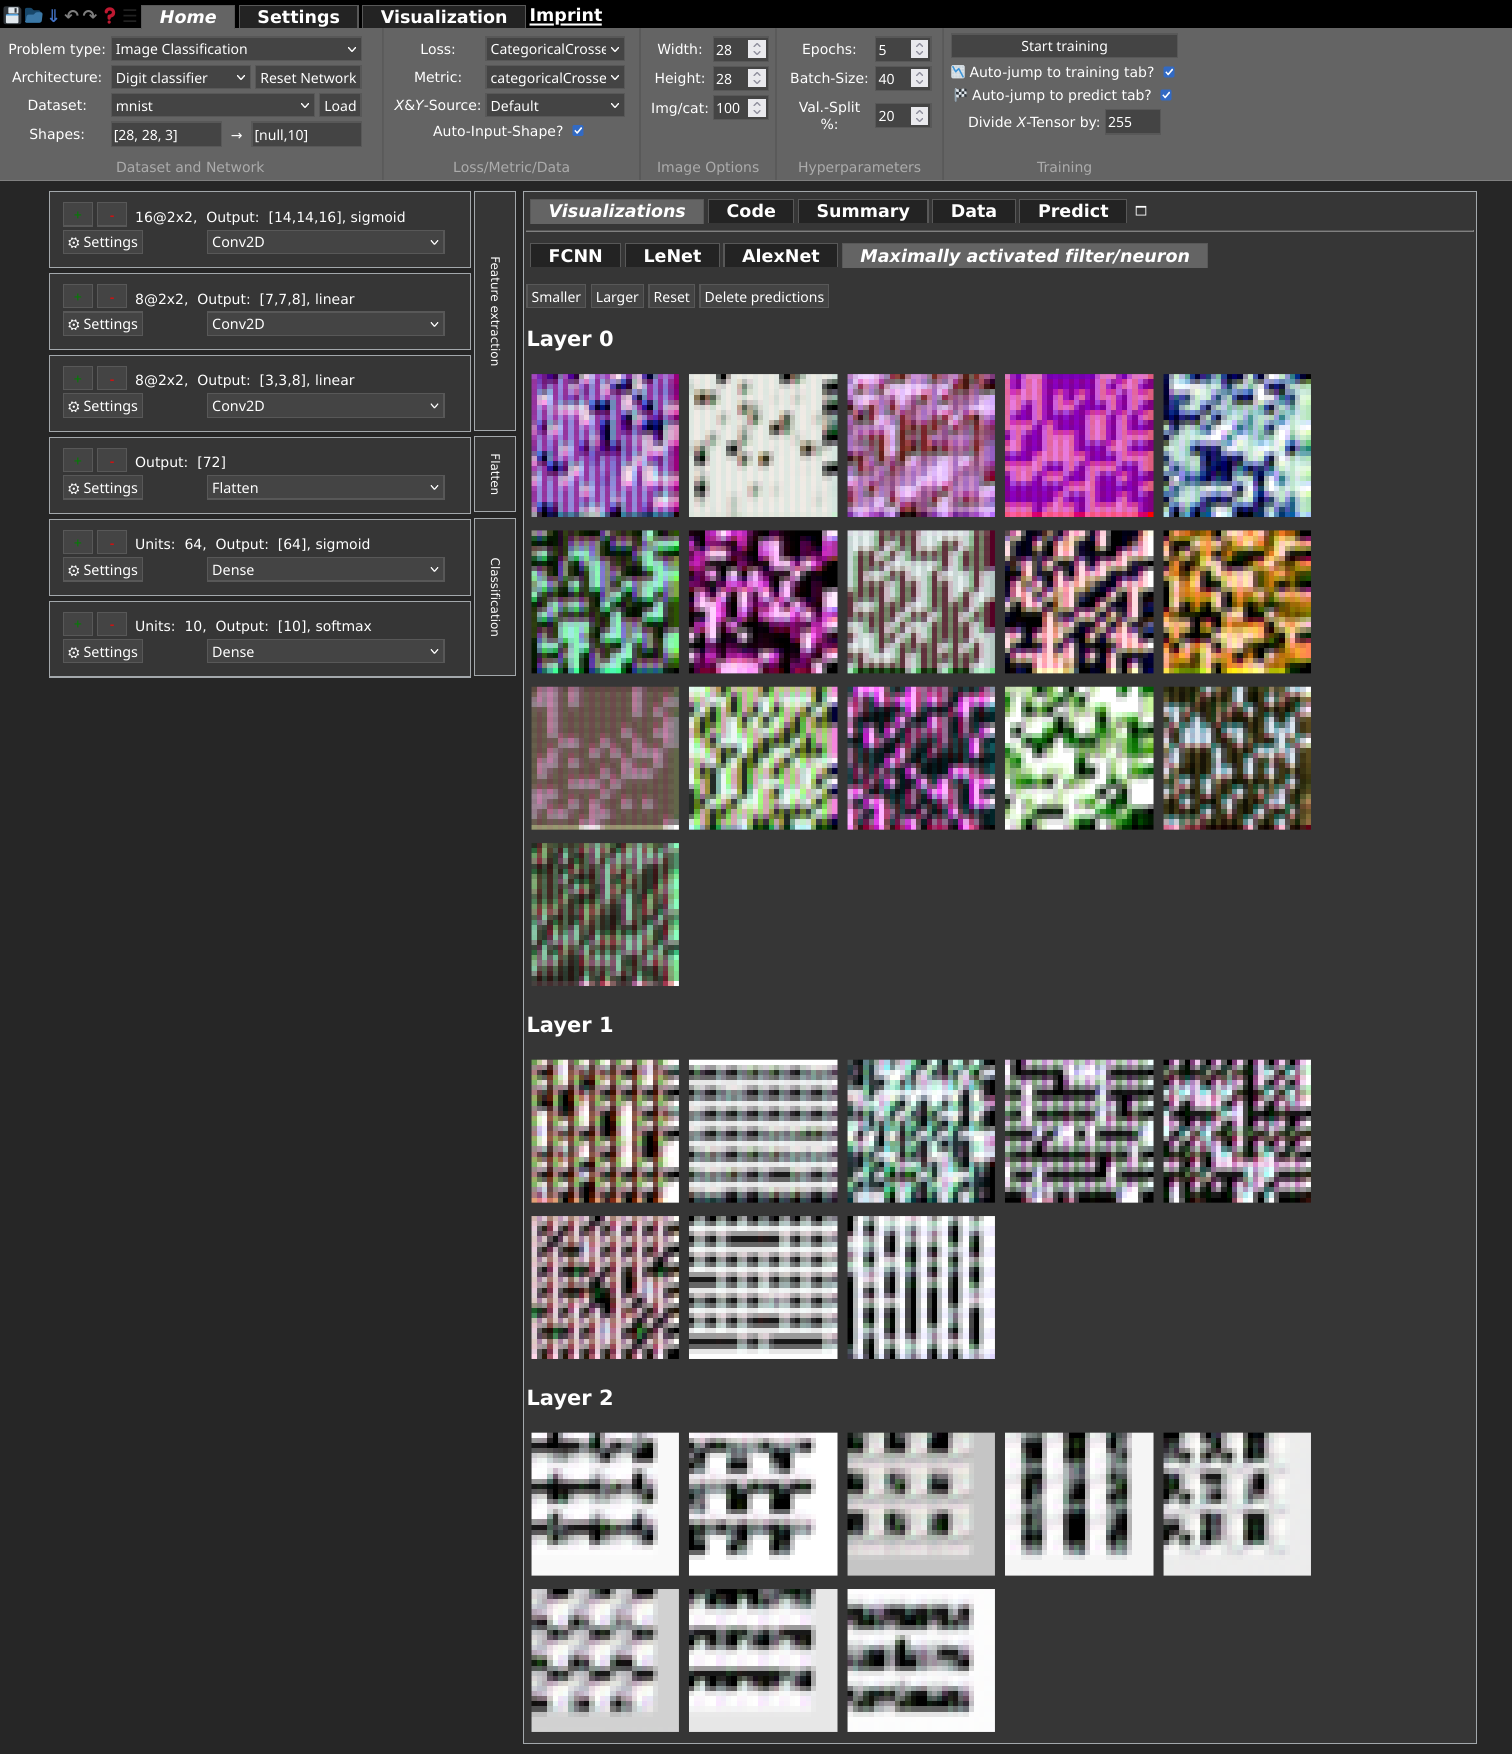 Home Settings Visualization Imprint
Problem type: Image Classification
Architecture: Digit classifier Reset Network
Dataset: mnist Load
Shapes: [28, 28, 3] → [null,10]
Dataset and Network
Loss: CategoricalCrosse
Metric: categoricalCrosse
X&Y-Source: Default
Auto-Input-Shape?
Loss/Metric/Data
Width: 28
Height: 28
Img/cat: 100
Image Options
Epochs: 5
Batch-Size: 40
Val.-Split
%: 20
Hyperparameters
Start training
Auto-jump to training tab?
Auto-jump to predict tab?
Divide X-Tensor by: 255
Training
16@2x2, Output: [14,14,16], sigmoid
Settings Conv2D
8@2x2, Output: [7,7,8], linear
Settings Conv2D
8@2x2, Output: [3,3,8], linear
Settings Conv2D
Feature extraction
Output: [72]
Settings Flatten
Flatten
Units: 64, Output: [64], sigmoid
Settings Dense
Units: 10, Output: [10], softmax
Settings Dense
Classification
Visualizations Code Summary Data Predict
FCNN LeNet AlexNet Maximally activated filter/neuron
Smaller Larger Reset Delete predictions
Layer 0
Layer 1
Layer 2